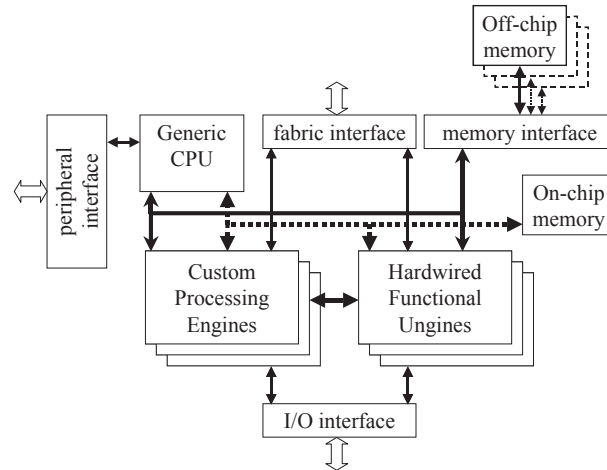 Off-chip
memory
peripheral
interface
Generic
CPU
fabric interface
memory interface
On-chip
memory
Custom
Processing
Engines
Hardwired
Functional
Ungines
I/O interface